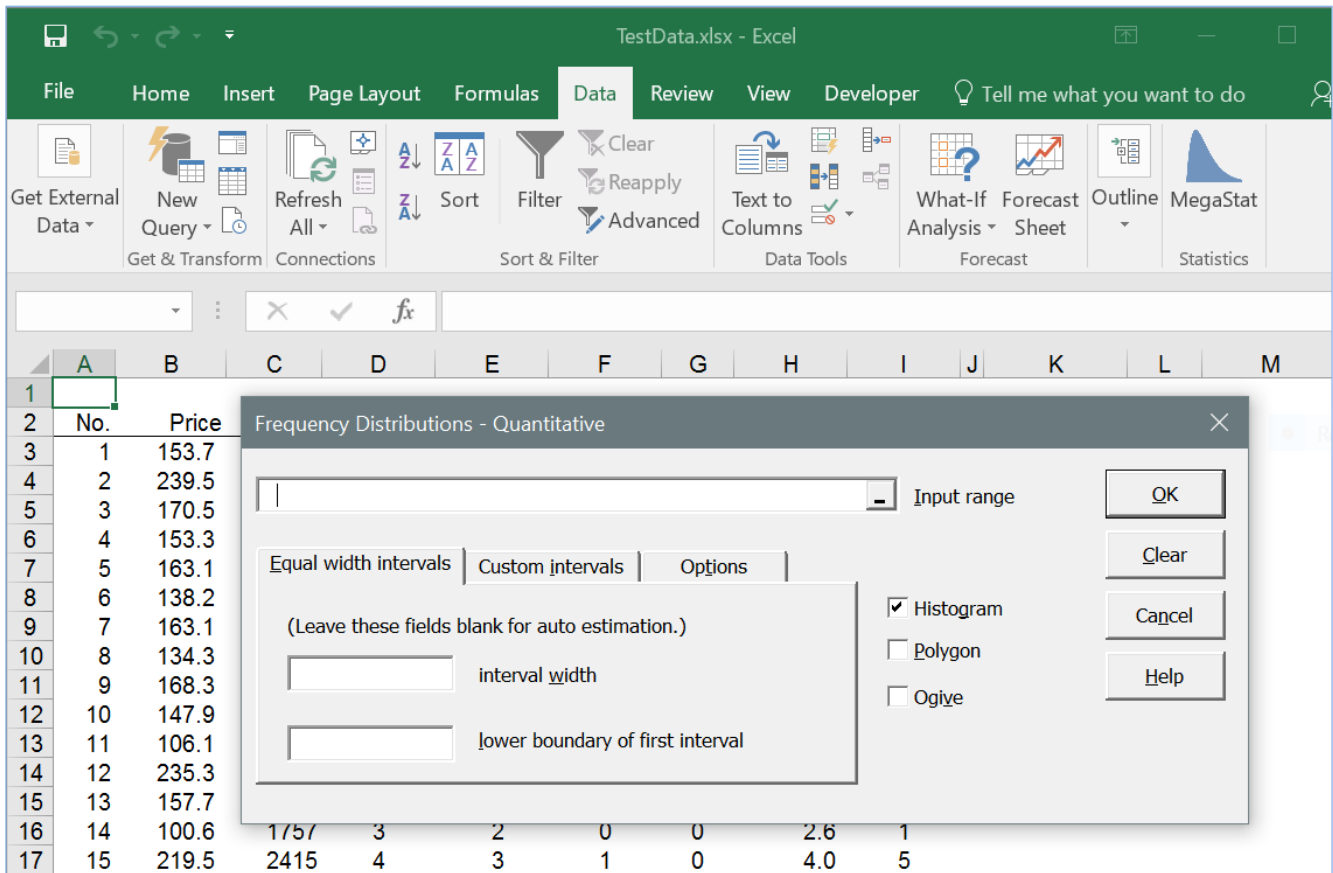 TestData.xlsx - Excel
File Home Insert Page Layout Formulas Data Review View Developer Tell me what you want to do
Get External Data
New Query
Get & Transform
Refresh All
Connections
Sort
Filter
Clear
Reapply
Advanced
Sort & Filter
Text to Columns
Data Tools
What-If Analysis
Forecast Sheet
Forecast
Outline
MegaStat
Statistics
fx
A B C D E F G H I J K L M
1
2 No. Price
3 1 153.7
4 2 239.5
5 3 170.5
6 4 153.3
7 5 163.1
8 6 138.2
9 7 163.1
10 8 134.3
11 9 168.3
12 10 147.9
13 11 106.1
14 12 235.3
15 13 157.7
16 14 100.6 1757 3 2 0 0 2.6 1
17 15 219.5 2415 4 3 1 0 4.0 5
Frequency Distributions - Quantitative
Input range
OK
Clear
Cancel
Help
Equal width intervals Custom intervals Options
(Leave these fields blank for auto estimation.)
interval width
lower boundary of first interval
Histogram
Polygon
Ogive